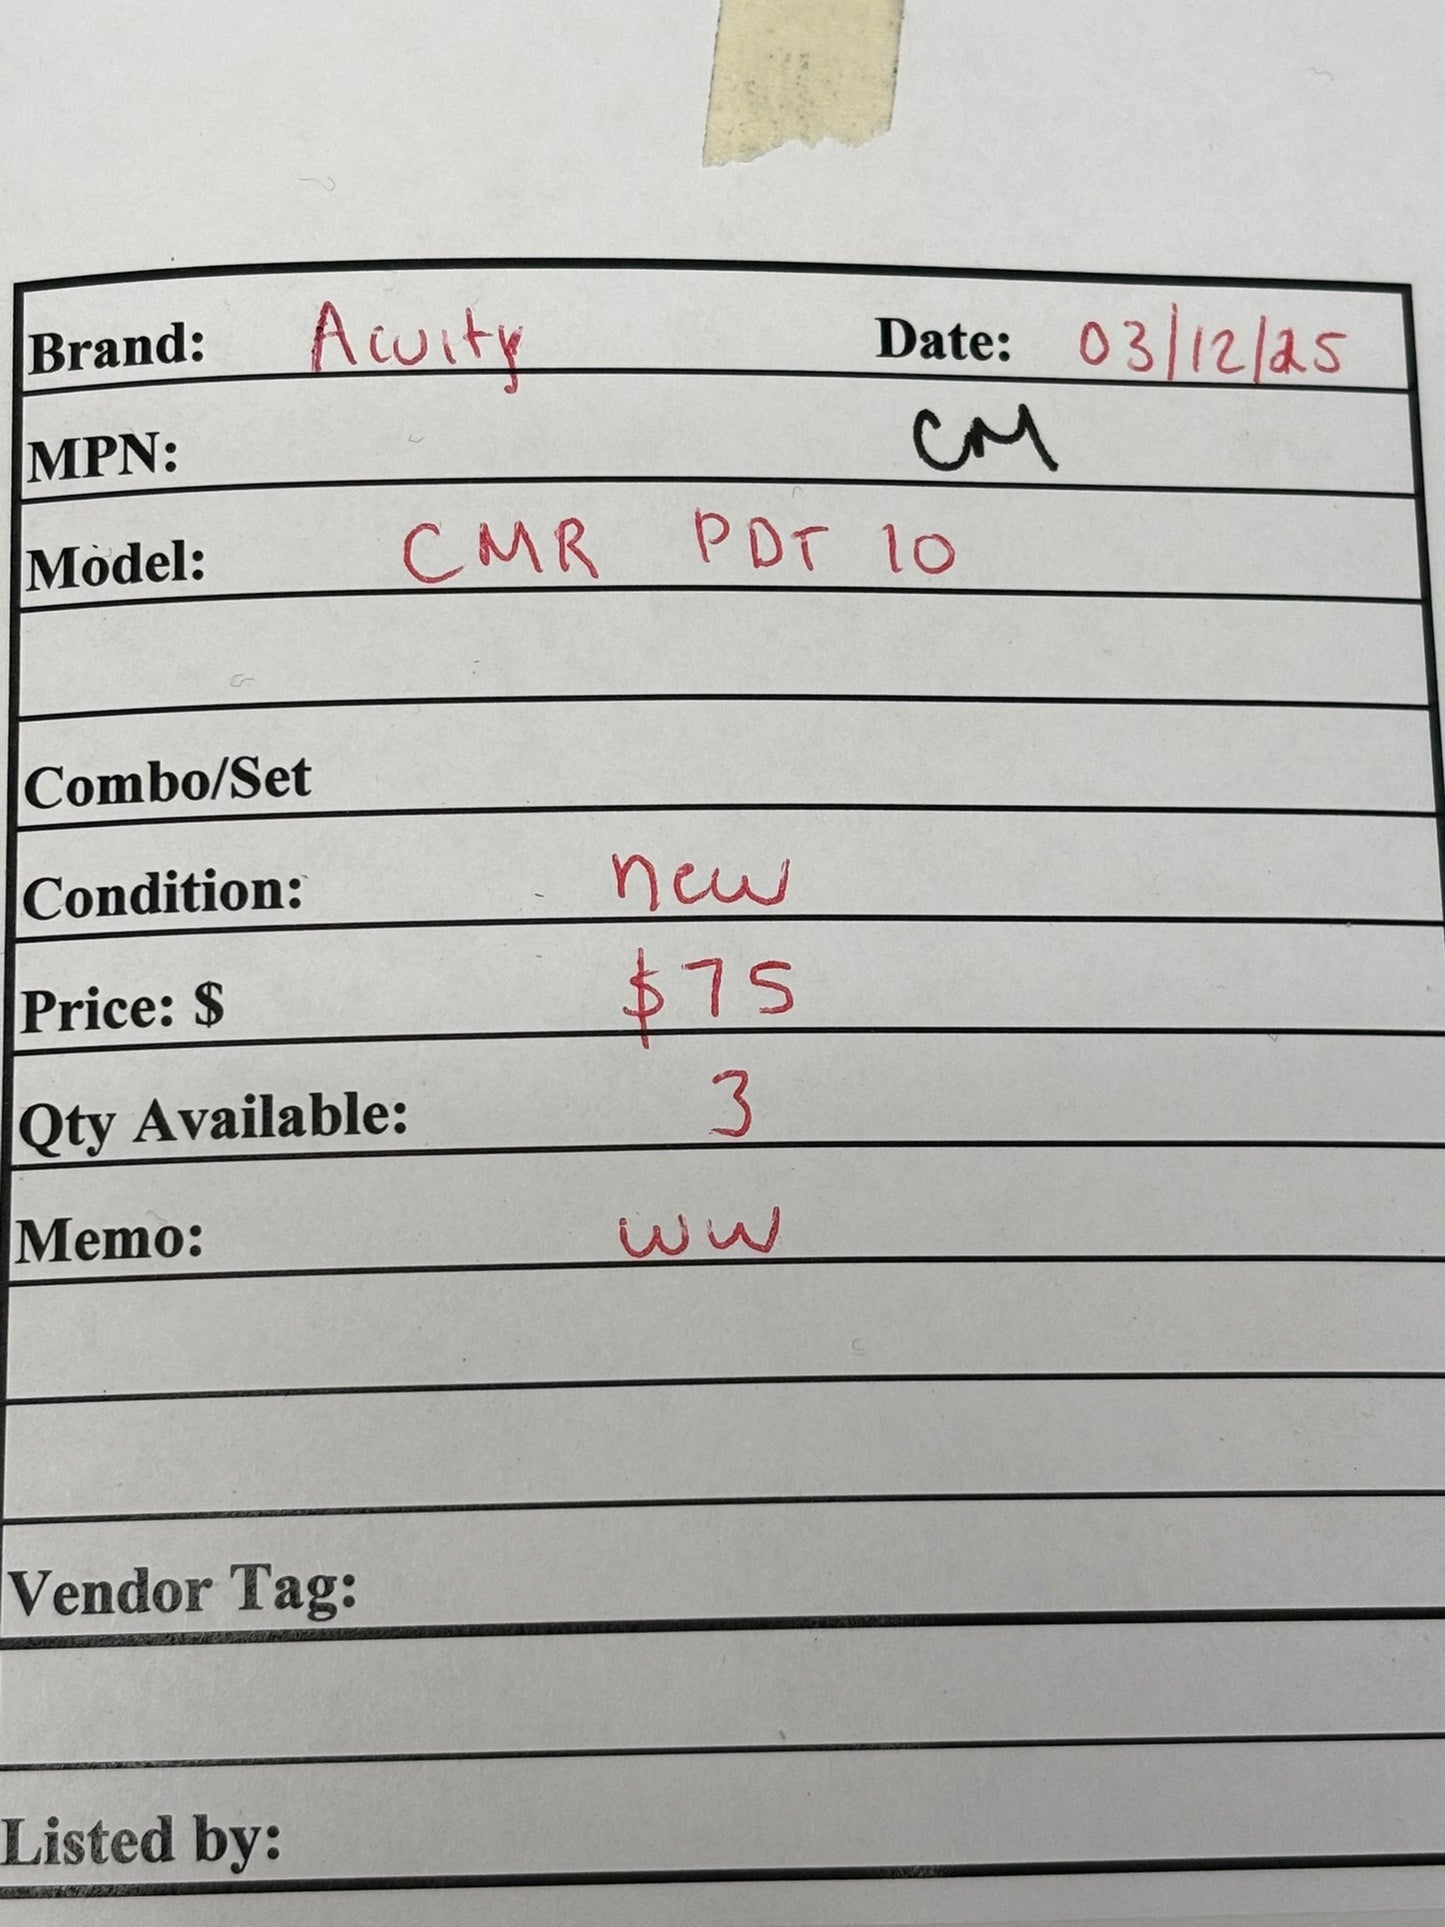 Brand: Acuity Date: 03/12/25
MPN: CM
Model: CMR PDT 10
Combo/Set
Condition: new
Price: $ $75
Qty Available: 3
Memo: ww
Vendor Tag:
Listed by: